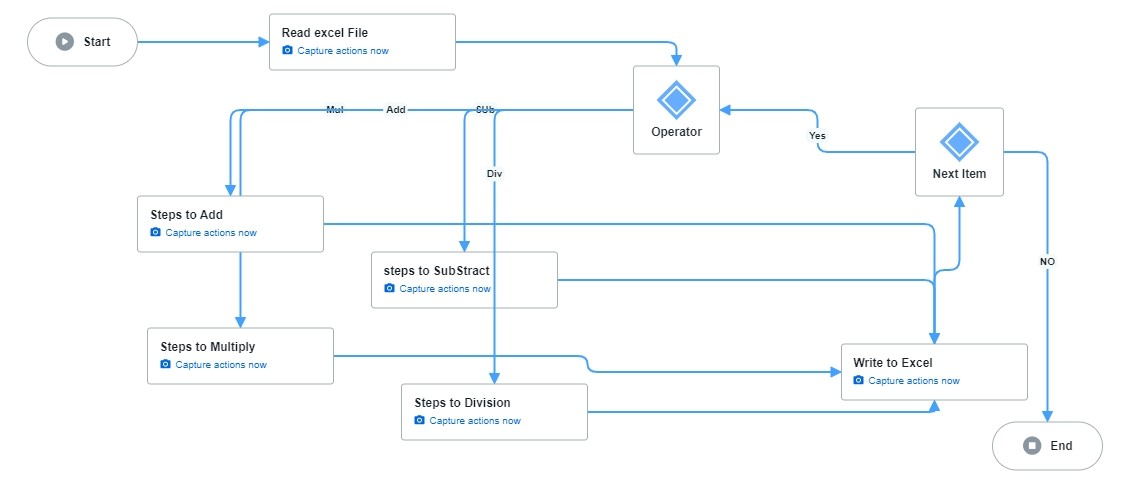 Start
Read excel File
Capture actions now
Operator
Mul
Add
SUb
Yes
Next Item
Div
Steps to Add
Capture actions now
steps to SubStract
Capture actions now
NO
Steps to Multiply
Capture actions now
Write to Excel
Capture actions now
Steps to Division
Capture actions now
End